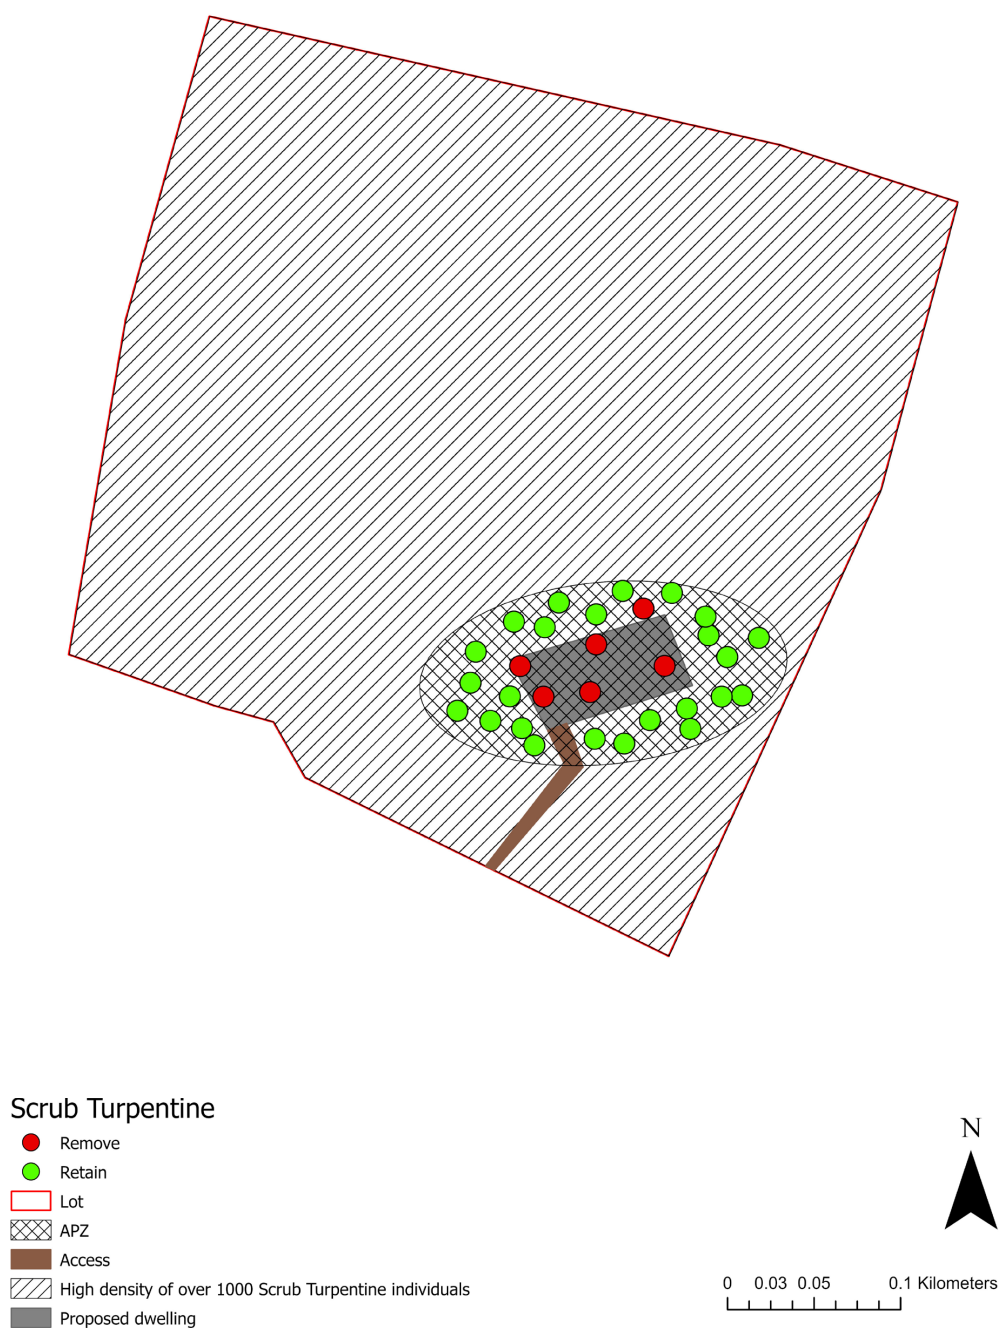 Scrub Turpentine
Remove
Retain
Lot
APZ
Access
High density of over 1000 Scrub Turpentine individuals
Proposed dwelling
N
0 0.03 0.05 0.1 Kilometers